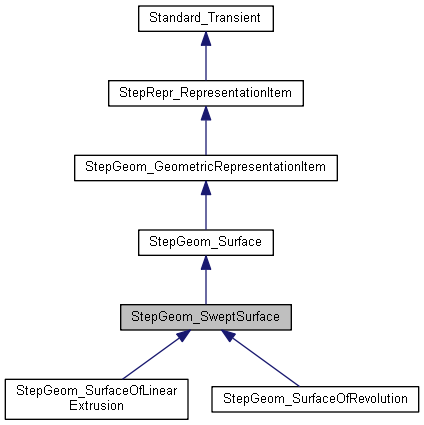 Standard_Transient
StepRepr_RepresentationItem
StepGeom_GeometricRepresentationItem
StepGeom_Surface
StepGeom_SweptSurface
StepGeom_SurfaceOfLinear
Extrusion
StepGeom_SurfaceOfRevolution